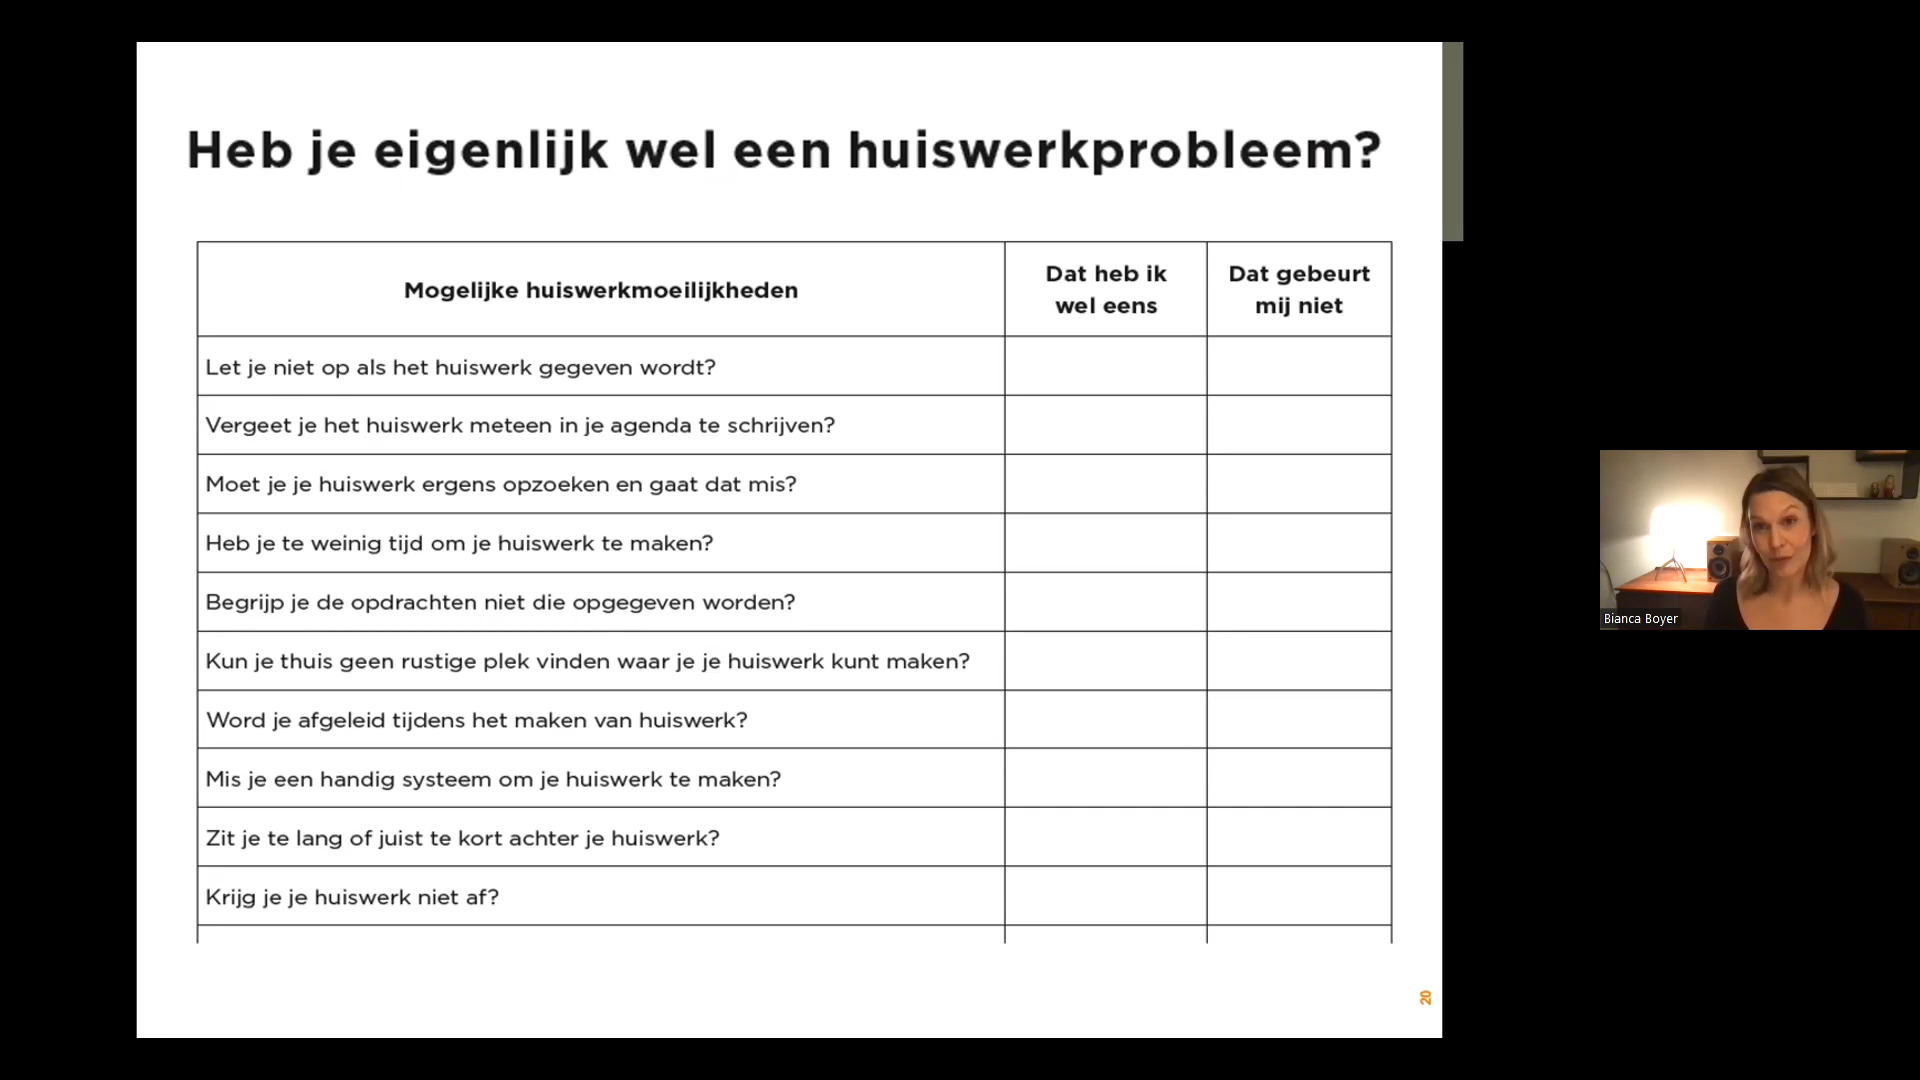 Heb je eigenlijk wel een huiswerkprobleem?
Mogelijke huiswerkmoeilijkheden
Dat heb ik
wel eens
Dat gebeurt
mij niet
Let je niet op als het huiswerk gegeven wordt?
Vergeet je het huiswerk meteen in je agenda te schrijven?
Moet je je huiswerk ergens opzoeken en gaat dat mis?
Heb je te weinig tijd om je huiswerk te maken?
Begrijp je de opdrachten niet die opgegeven worden?
Kun je thuis geen rustige plek vinden waar je je huiswerk kunt maken?
Word je afgeleid tijdens het maken van huiswerk?
Mis je een handig systeem om je huiswerk te maken?
Zit je te lang of juist te kort achter je huiswerk?
Krijg je je huiswerk niet af?
20
Bianca Boyer